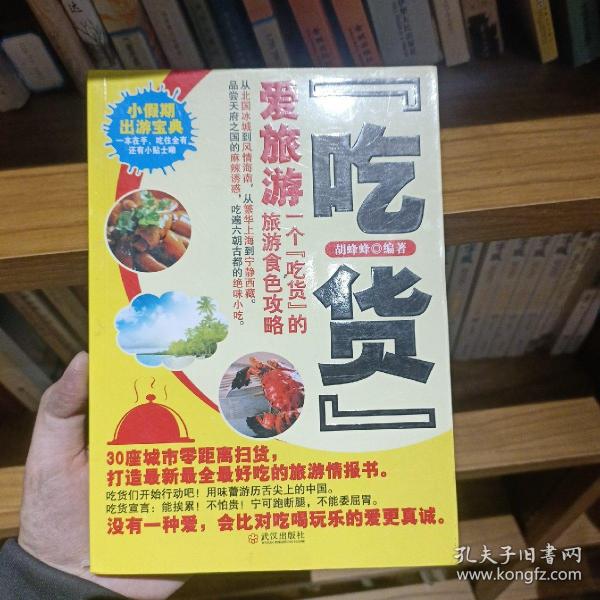 『吃货』
胡蜂蜂◎编著
爱旅游
一个『吃货』的
旅游食色攻略
从北国冰城到风情海南，从繁华上海到宁静西藏。
品尝天府之国的麻辣诱惑，吃遍六朝古都的绝味小吃。
小假期
出游宝典
一本在手，吃住全有
还有小贴士呦
30座城市零距离扫货，
打造最新最全最好吃的旅游情报书。
吃货们开始行动吧！用味蕾游历舌尖上的中国。
吃货宣言：能挨累！不怕贵！宁可跑断腿，不能委屈胃。
没有一种爱，会比对吃喝玩乐的爱更真诚。
武汉出版社
孔夫子旧书网
www.kongfz.com